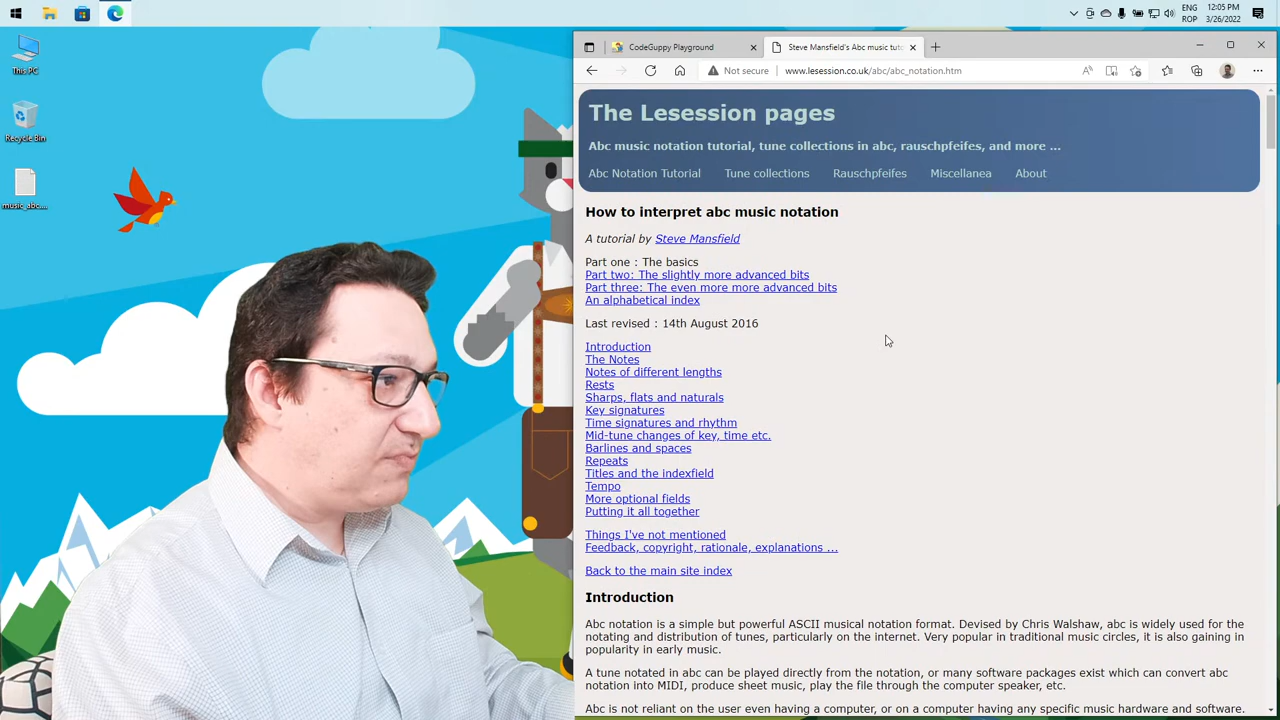 ENG
ROP
12:05 PM
3/26/2022
This PC
Recycle Bin
music_abc....
CodeGuppy Playground
Steve Mansfield's Abc music tuto
Not secure
www.lesession.co.uk/abc/abc_notation.htm
The Lesession pages
Abc music notation tutorial, tune collections in abc, rauschpfeifes, and more ...
Abc Notation Tutorial Tune collections Rauschpfeifes Miscellanea About
How to interpret abc music notation
A tutorial by Steve Mansfield
Part one : The basics
Part two: The slightly more advanced bits
Part three: The even more more advanced bits
An alphabetical index
Last revised : 14th August 2016
Introduction
The Notes
Notes of different lengths
Rests
Sharps, flats and naturals
Key signatures
Time signatures and rhythm
Mid-tune changes of key, time etc.
Barlines and spaces
Repeats
Titles and the indexfield
Tempo
More optional fields
Putting it all together
Things I've not mentioned
Feedback, copyright, rationale, explanations ...
Back to the main site index
Introduction
Abc notation is a simple but powerful ASCII musical notation format. Devised by Chris Walshaw, abc is widely used for the
notating and distribution of tunes, particularly on the internet. Very popular in traditional music circles, it is also gaining in
popularity in early music.
A tune notated in abc can be played directly from the notation, or many software packages exist which can convert abc
notation into MIDI, produce sheet music, play the file through the computer speaker, etc.
Abc is not reliant on the user even having a computer, or on a computer having any specific music hardware and software.